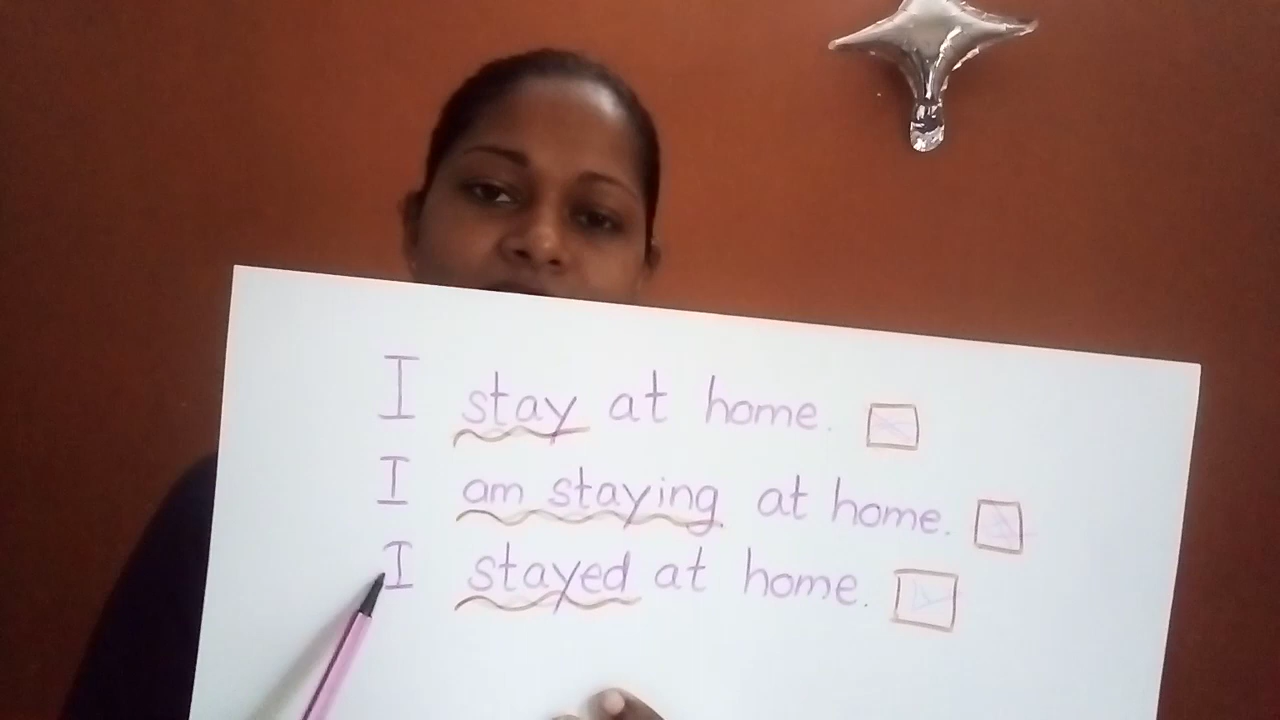 I stay at home.
I am staying at home.
I stayed at home.